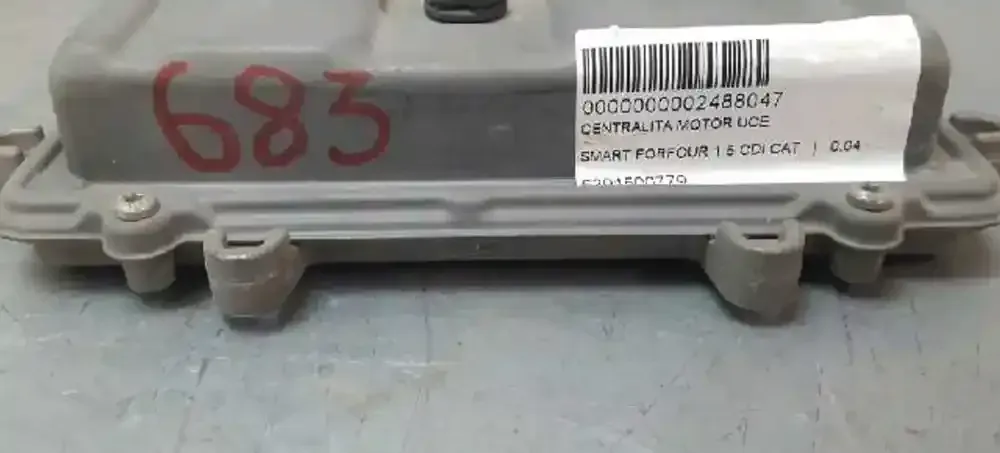 683
0000000002488047
CENTRALITA MOTOR UCE
SMART FORFOUR 1.5 CDI CAT | 0.04